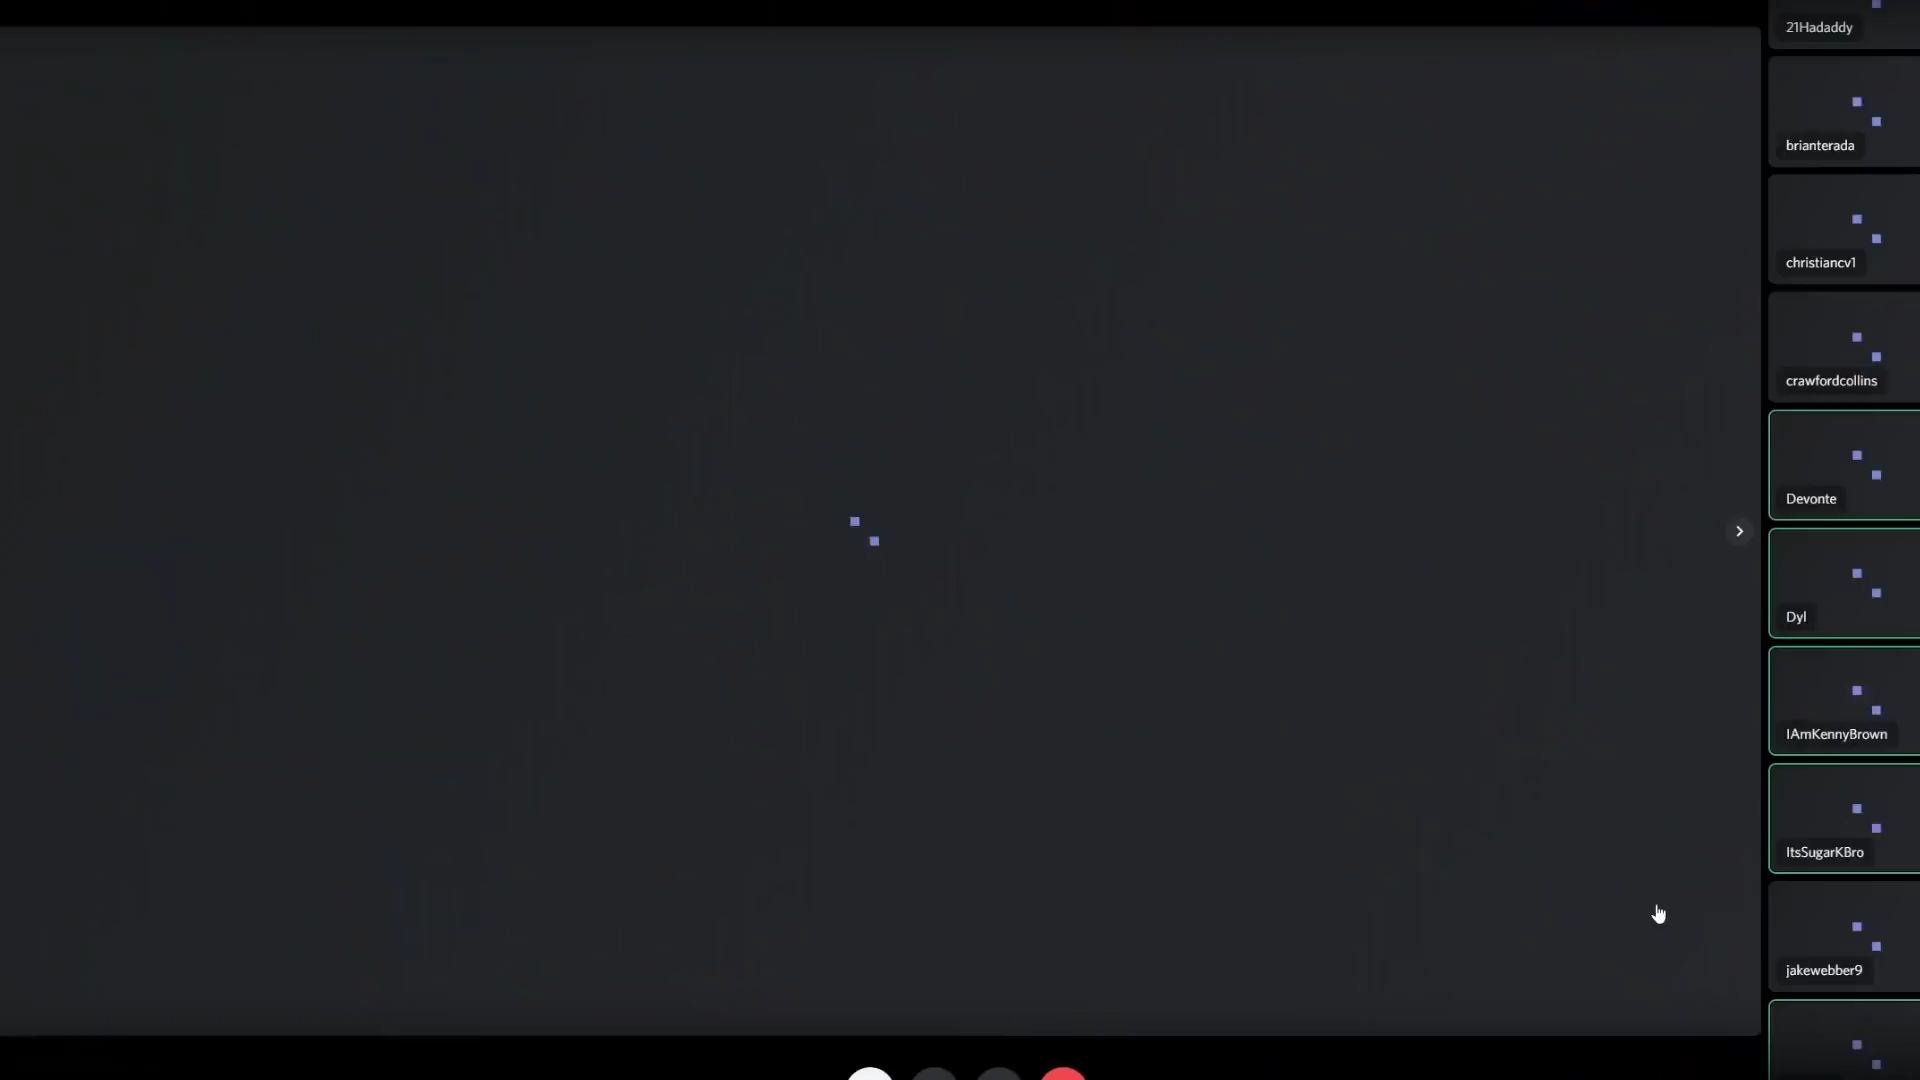 21Hadaddy
brianterada
christiancv1
crawfordcollins
Devonte
Dyl
IAmKennyBrown
ItsSugarKBro
jakewebber9